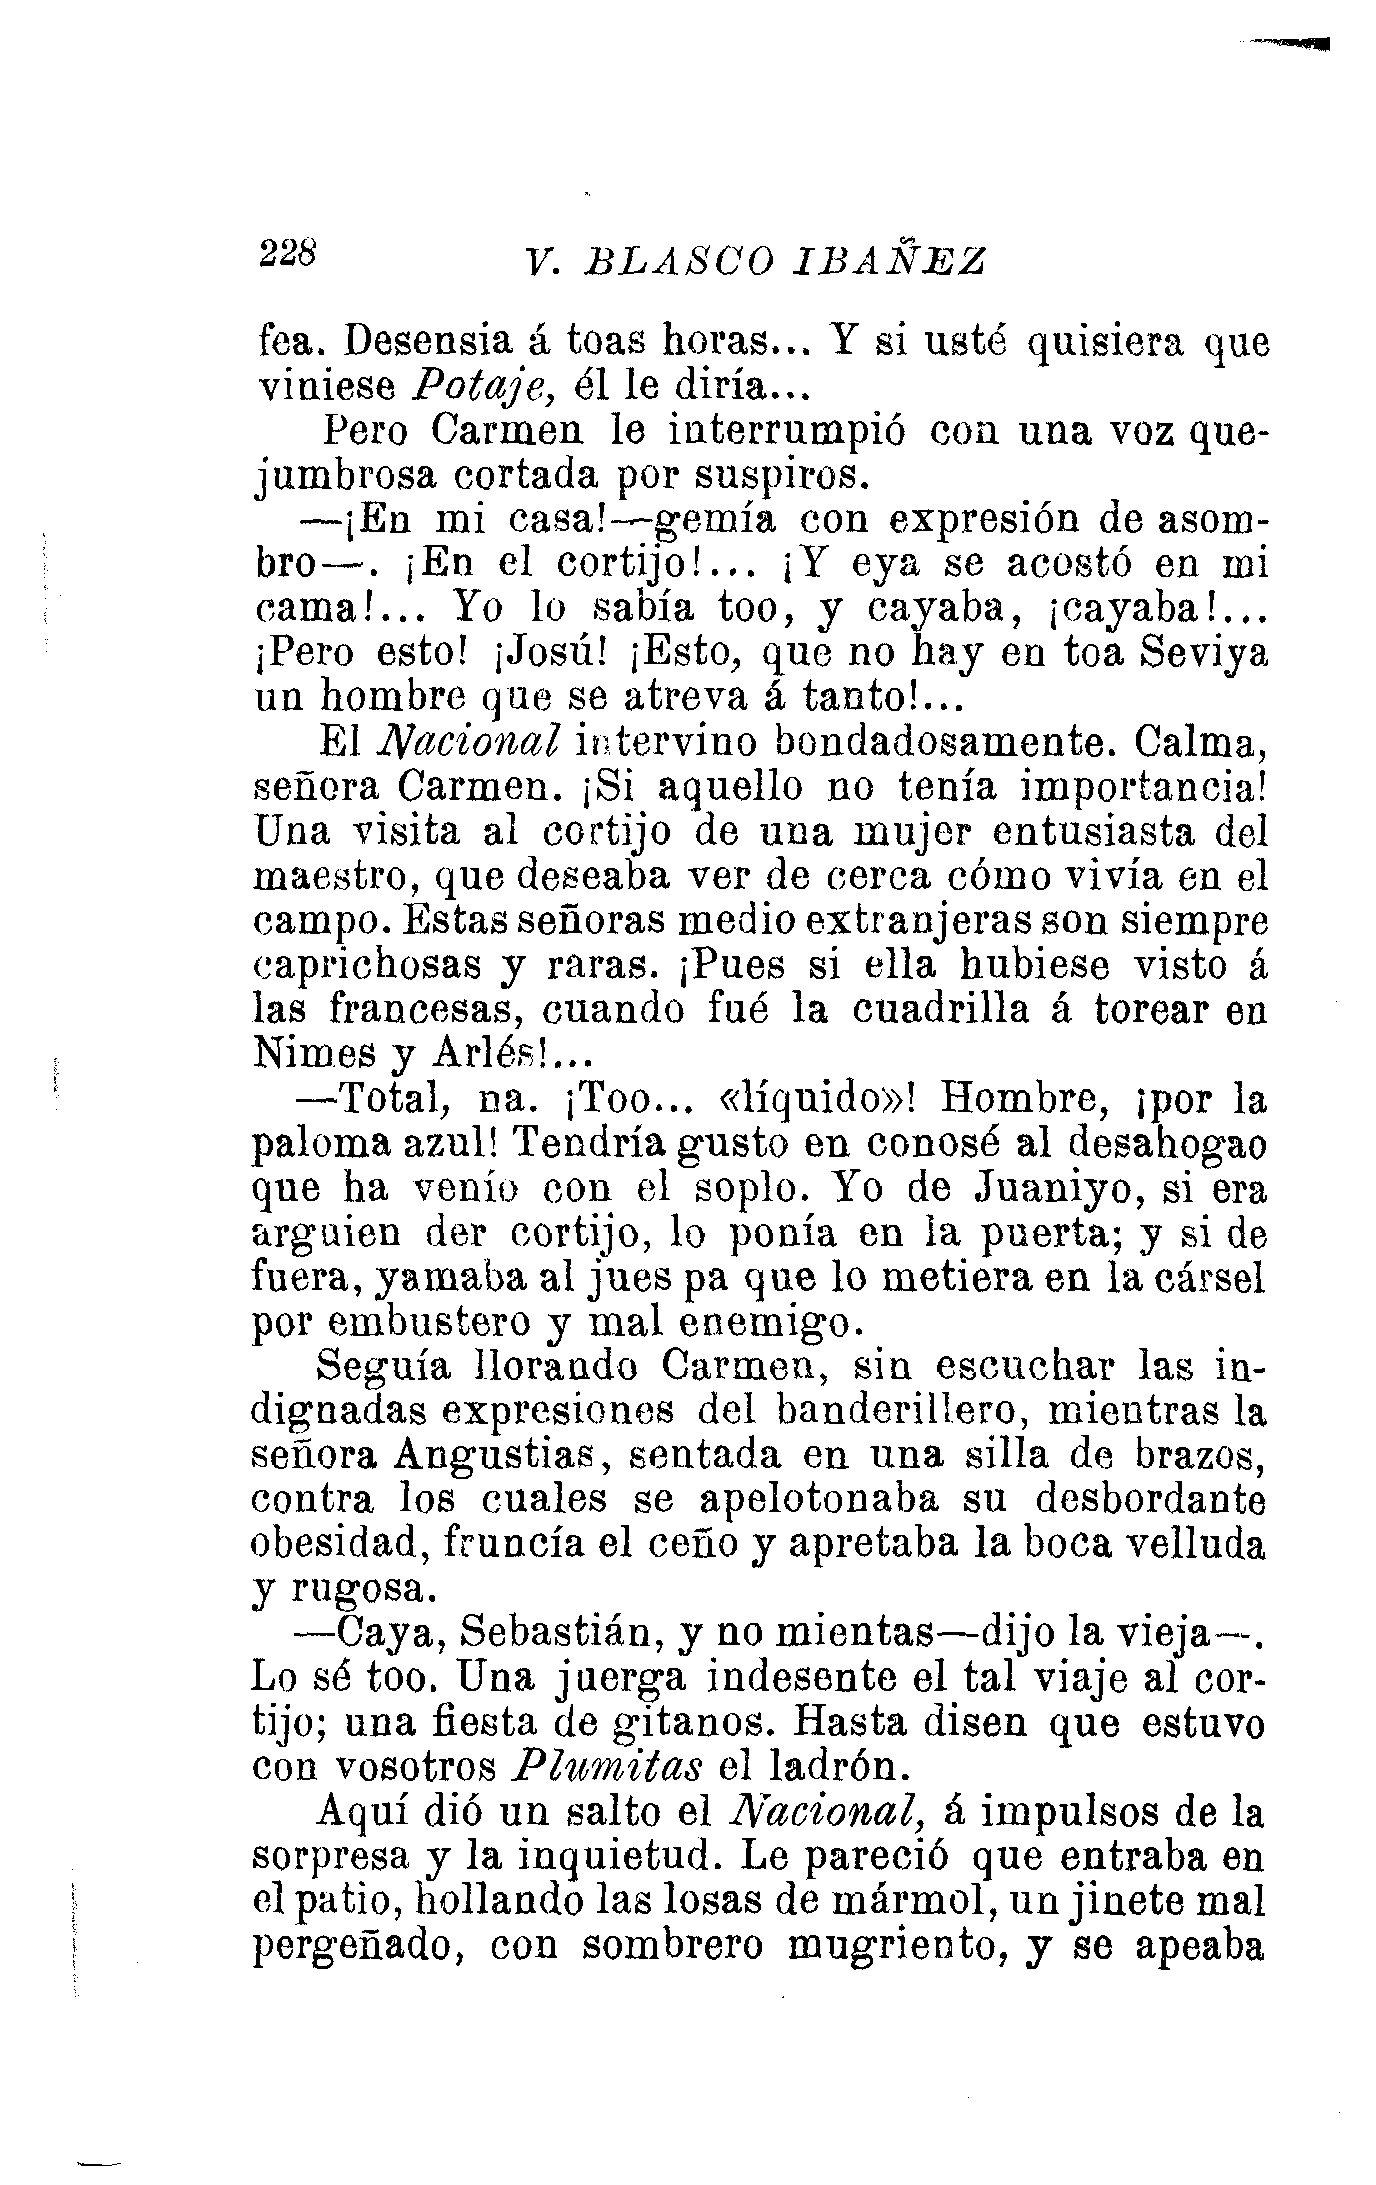 228
V. BLASCO IBAÑEZ
fea. Desensia á toas horas... Y si usté quisiera que
viniese Potaje, él le diría...
Pero Carmen le interrumpió con una voz que-
jumbrosa cortada por suspiros.
—¡En mi casa!—gemía con expresión de asom-
bro—. ¡En el cortijo!... ¡Y eya se acostó en mi
cama!... Yo lo sabía too, y cayaba, ¡cayaba!...
¡Pero esto! ¡Josú! ¡Esto, que no hay en toa Seviya
un hombre que se atreva á tanto!...
El Nacional intervino bondadosamente. Calma,
señora Carmen. ¡Si aquello no tenía importancia!
Una visita al cortijo de una mujer entusiasta del
maestro, que deseaba ver de cerca cómo vivía en el
campo. Estas señoras medio extranjeras son siempre
caprichosas y raras. ¡Pues si ella hubiese visto á
las francesas, cuando fué la cuadrilla á torear en
Nimes y Arlés!...
—Total, na. ¡Too... «líquido»! Hombre, ¡por la
paloma azul! Tendría gusto en conosé al desahogao
que ha venío con el soplo. Yo de Juaniyo, si era
arguien der cortijo, lo ponía en la puerta; y si de
fuera, yamaba al jues pa que lo metiera en la cársel
por embustero y mal enemigo.
Seguía llorando Carmen, sin escuchar las in-
dignadas expresiones del banderillero, mientras la
señora Angustias, sentada en una silla de brazos,
contra los cuales se apelotonaba su desbordante
obesidad, fruncía el ceño y apretaba la boca velluda
y rugosa.
—Caya, Sebastián, y no mientas—dijo la vieja—.
Lo sé too. Una juerga indesente el tal viaje al cor-
tijo; una fiesta de gitanos. Hasta disen que estuvo
con vosotros Plumitas el ladrón.
Aquí dió un salto el Nacional, á impulsos de la
sorpresa y la inquietud. Le pareció que entraba en
el patio, hollando las losas de mármol, un jinete mal
pergeñado, con sombrero mugriento, y se apeaba